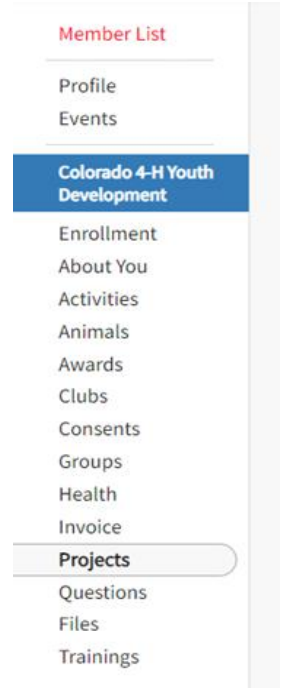 Member List
Profile
Events
Colorado 4-H Youth
Development
Enrollment
About You
Activities
Animals
Awards
Clubs
Consents
Groups
Health
Invoice
Projects
Questions
Files
Trainings